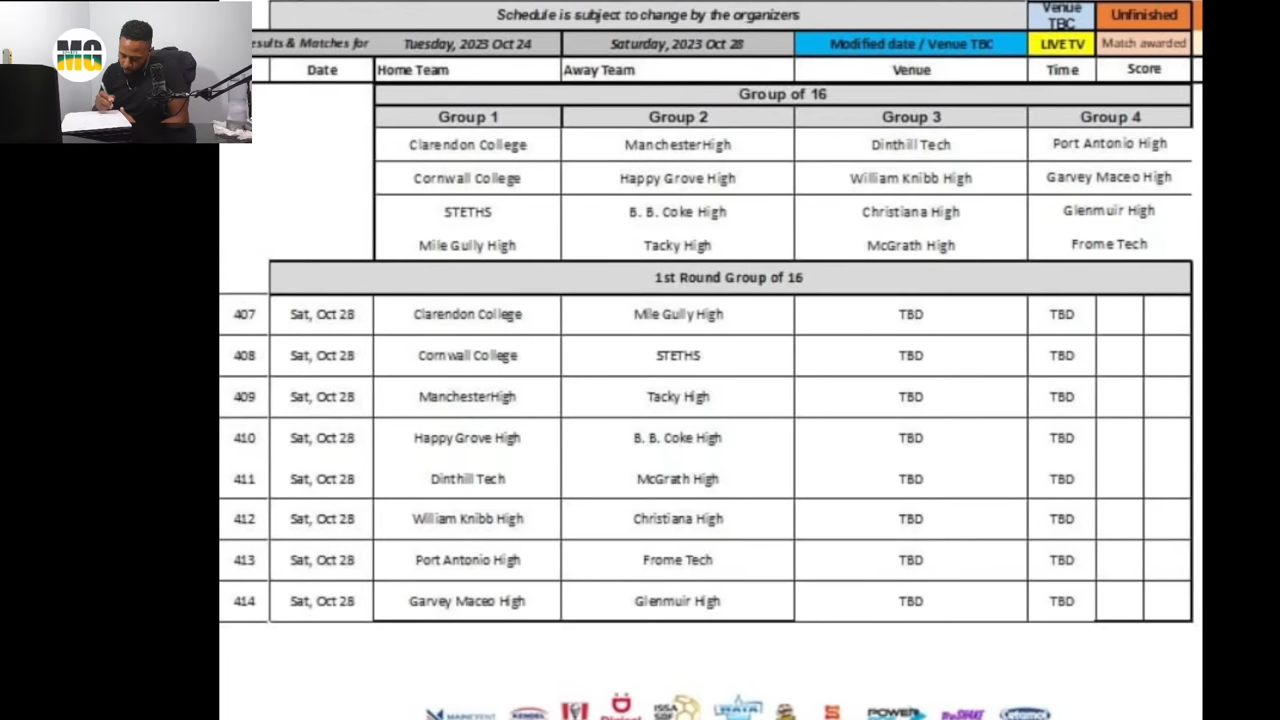 MG
Schedule is subject to change by the organizers
Venue TBC
Unfinished
esults & Matches for
Tuesday, 2023 Oct 24
Saturday, 2023 Oct 28
Modified date / Venue TBC
LIVE TV
Match awarded
Date Home Team Away Team Venue Time Score
Group of 16
Group 1 Group 2 Group 3 Group 4
Clarendon College ManchesterHigh Dinthill Tech Port Antonio High
Cornwall College Happy Grove High William Knibb High Garvey Maceo High
STETHS B. B. Coke High Christiana High Glenmuir High
Mile Gully High Tacky High McGrath High Frome Tech
1st Round Group of 16
407 Sat, Oct 28 Clarendon College Mile Gully High TBD TBD
408 Sat, Oct 28 Cornwall College STETHS TBD TBD
409 Sat, Oct 28 ManchesterHigh Tacky High TBD TBD
410 Sat, Oct 28 Happy Grove High B. B. Coke High TBD TBD
411 Sat, Oct 28 Dinthill Tech McGrath High TBD TBD
412 Sat, Oct 28 William Knibb High Christiana High TBD TBD
413 Sat, Oct 28 Port Antonio High Frome Tech TBD TBD
414 Sat, Oct 28 Garvey Maceo High Glenmuir High TBD TBD
MAINEVENT KENDEL Digicel ISSA SBF WATA POWER Cetamol